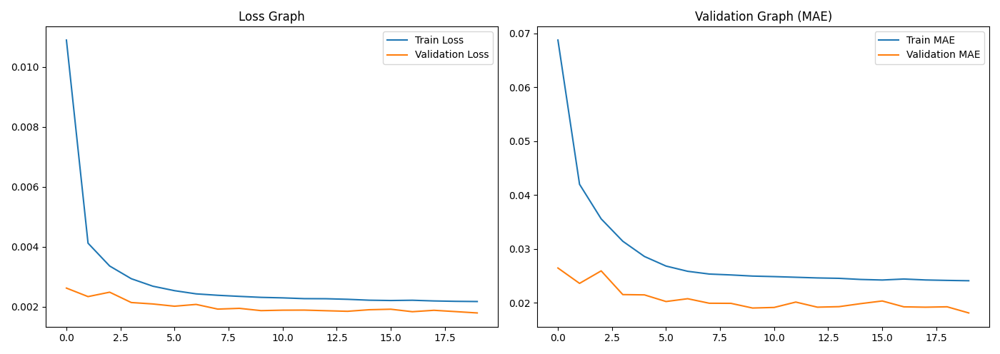 Loss Graph
Train Loss
Validation Loss
0.010
0.008
0.006
0.004
0.002
0.0 2.5 5.0 7.5 10.0 12.5 15.0 17.5
Validation Graph (MAE)
Train MAE
Validation MAE
0.07
0.06
0.05
0.04
0.03
0.02
0.0 2.5 5.0 7.5 10.0 12.5 15.0 17.5